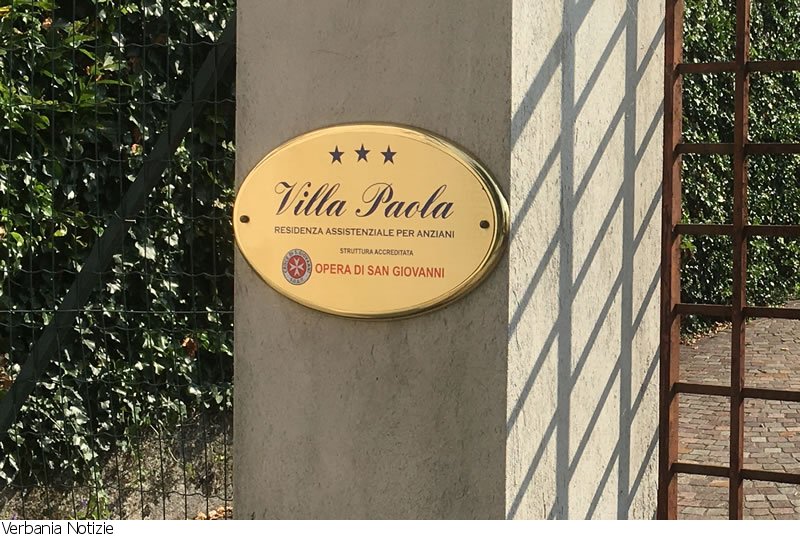 Villa Paola
RESIDENZA ASSISTENZIALE PER ANZIANI
STRUTTURA ACCREDITATA
OPERA DI SAN GIOVANNI
Verbania Notizie